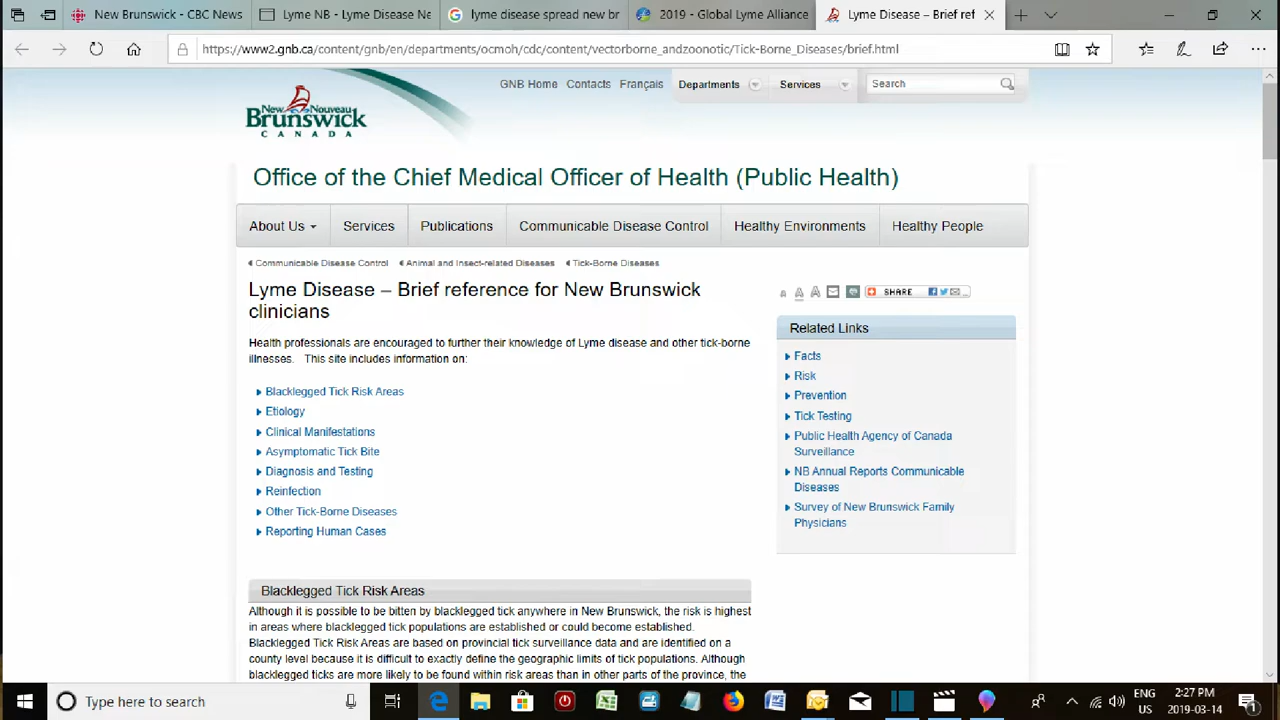 New Brunswick - CBC News
Lyme NB - Lyme Disease Ne
lyme disease spread new br
2019 - Global Lyme Alliance
Lyme Disease – Brief ref
https://www2.gnb.ca/content/gnb/en/departments/ocmoh/cdc/content/vectorborne_andzoonotic/Tick-Borne_Diseases/brief.html
GNB Home Contacts Français Departments Services Search
New Nouveau
Brunswick
CANADA
Office of the Chief Medical Officer of Health (Public Health)
About Us Services Publications Communicable Disease Control Healthy Environments Healthy People
Communicable Disease Control Animal and Insect-related Diseases Tick-Borne Diseases
Lyme Disease – Brief reference for New Brunswick
clinicians
a A A SHARE
Health professionals are encouraged to further their knowledge of Lyme disease and other tick-borne
illnesses. This site includes information on:
Blacklegged Tick Risk Areas
Etiology
Clinical Manifestations
Asymptomatic Tick Bite
Diagnosis and Testing
Reinfection
Other Tick-Borne Diseases
Reporting Human Cases
Related Links
Facts
Risk
Prevention
Tick Testing
Public Health Agency of Canada
Surveillance
NB Annual Reports Communicable
Diseases
Survey of New Brunswick Family
Physicians
Blacklegged Tick Risk Areas
Although it is possible to be bitten by blacklegged tick anywhere in New Brunswick, the risk is highest
in areas where blacklegged tick populations are established or could become established.
Blacklegged Tick Risk Areas are based on provincial tick surveillance data and are identified on a
county level because it is difficult to exactly define the geographic limits of tick populations. Although
blacklegged ticks are more likely to be found within risk areas than in other parts of the province, the
Type here to search
ENG
US
2:27 PM
2019-03-14
1